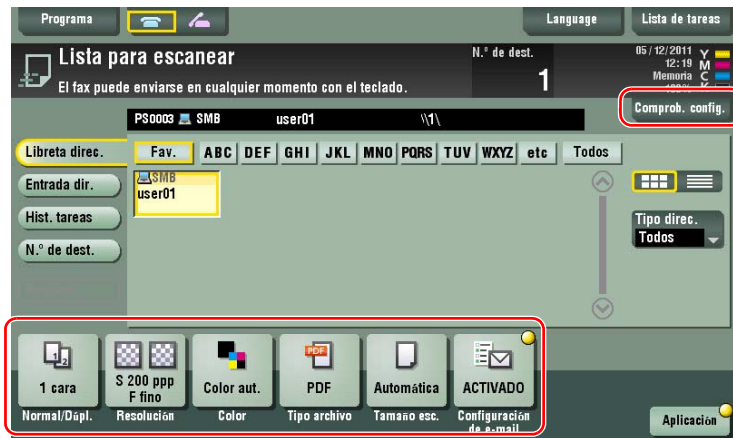 Programa
Language
Lista de tareas
Lista para escanear
N.º de dest.
05/12/2011 Y
12:19 M
Memoria C
100% K
El fax puede enviarse en cualquier momento con el teclado.
1
Comprob. config.
PS0003 SMB user01 \\1\
Libreta direc.
Fav. ABC DEF GHI JKL MNO PQRS TUV WXYZ etc Todos
Entrada dir.
SMB
user01
Hist. tareas
Tipo direc.
Todos
N.º de dest.
1 2
PDF
1 cara
S 200 ppp
F fino
Color aut.
PDF
Automática
ACTIVADO
Normal/Dúpl.
Resolución
Color
Tipo archivo
Tamaño esc.
Configuración
de e-mail
Aplicación